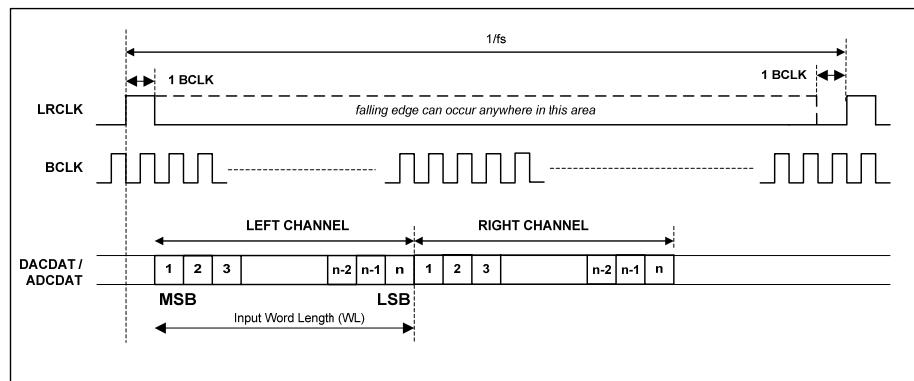 1/fs
1 BCLK
1 BCLK
LRCLK
falling edge can occur anywhere in this area
BCLK
LEFT CHANNEL
RIGHT CHANNEL
DACDAT /
ADCDAT
1 2 3 n-2 n-1 n 1 2 3 n-2 n-1 n
MSB
LSB
Input Word Length (WL)